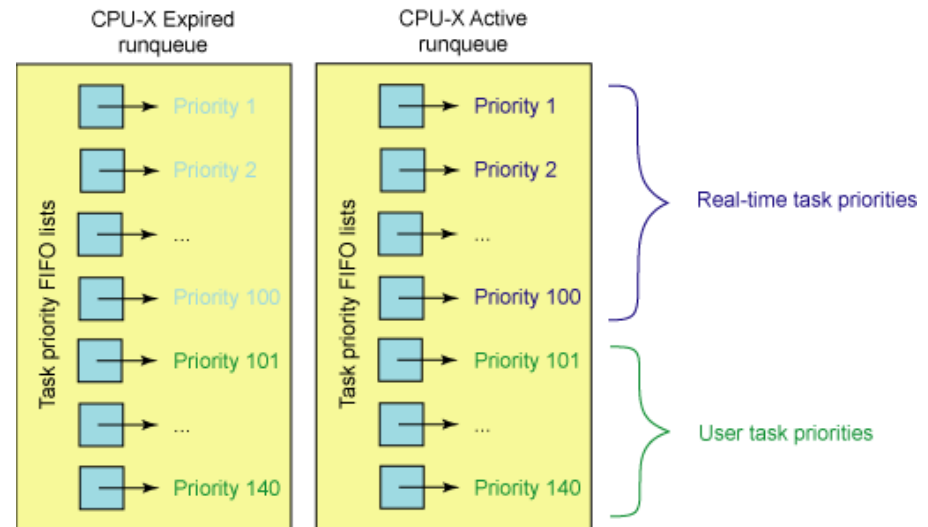 CPU-X Expired
runqueue
CPU-X Active
runqueue
Task priority FIFO lists
Priority 1
Priority 2
...
Priority 100
Priority 101
...
Priority 140
Task priority FIFO lists
Priority 1
Priority 2
...
Priority 100
Priority 101
...
Priority 140
Real-time task priorities
User task priorities